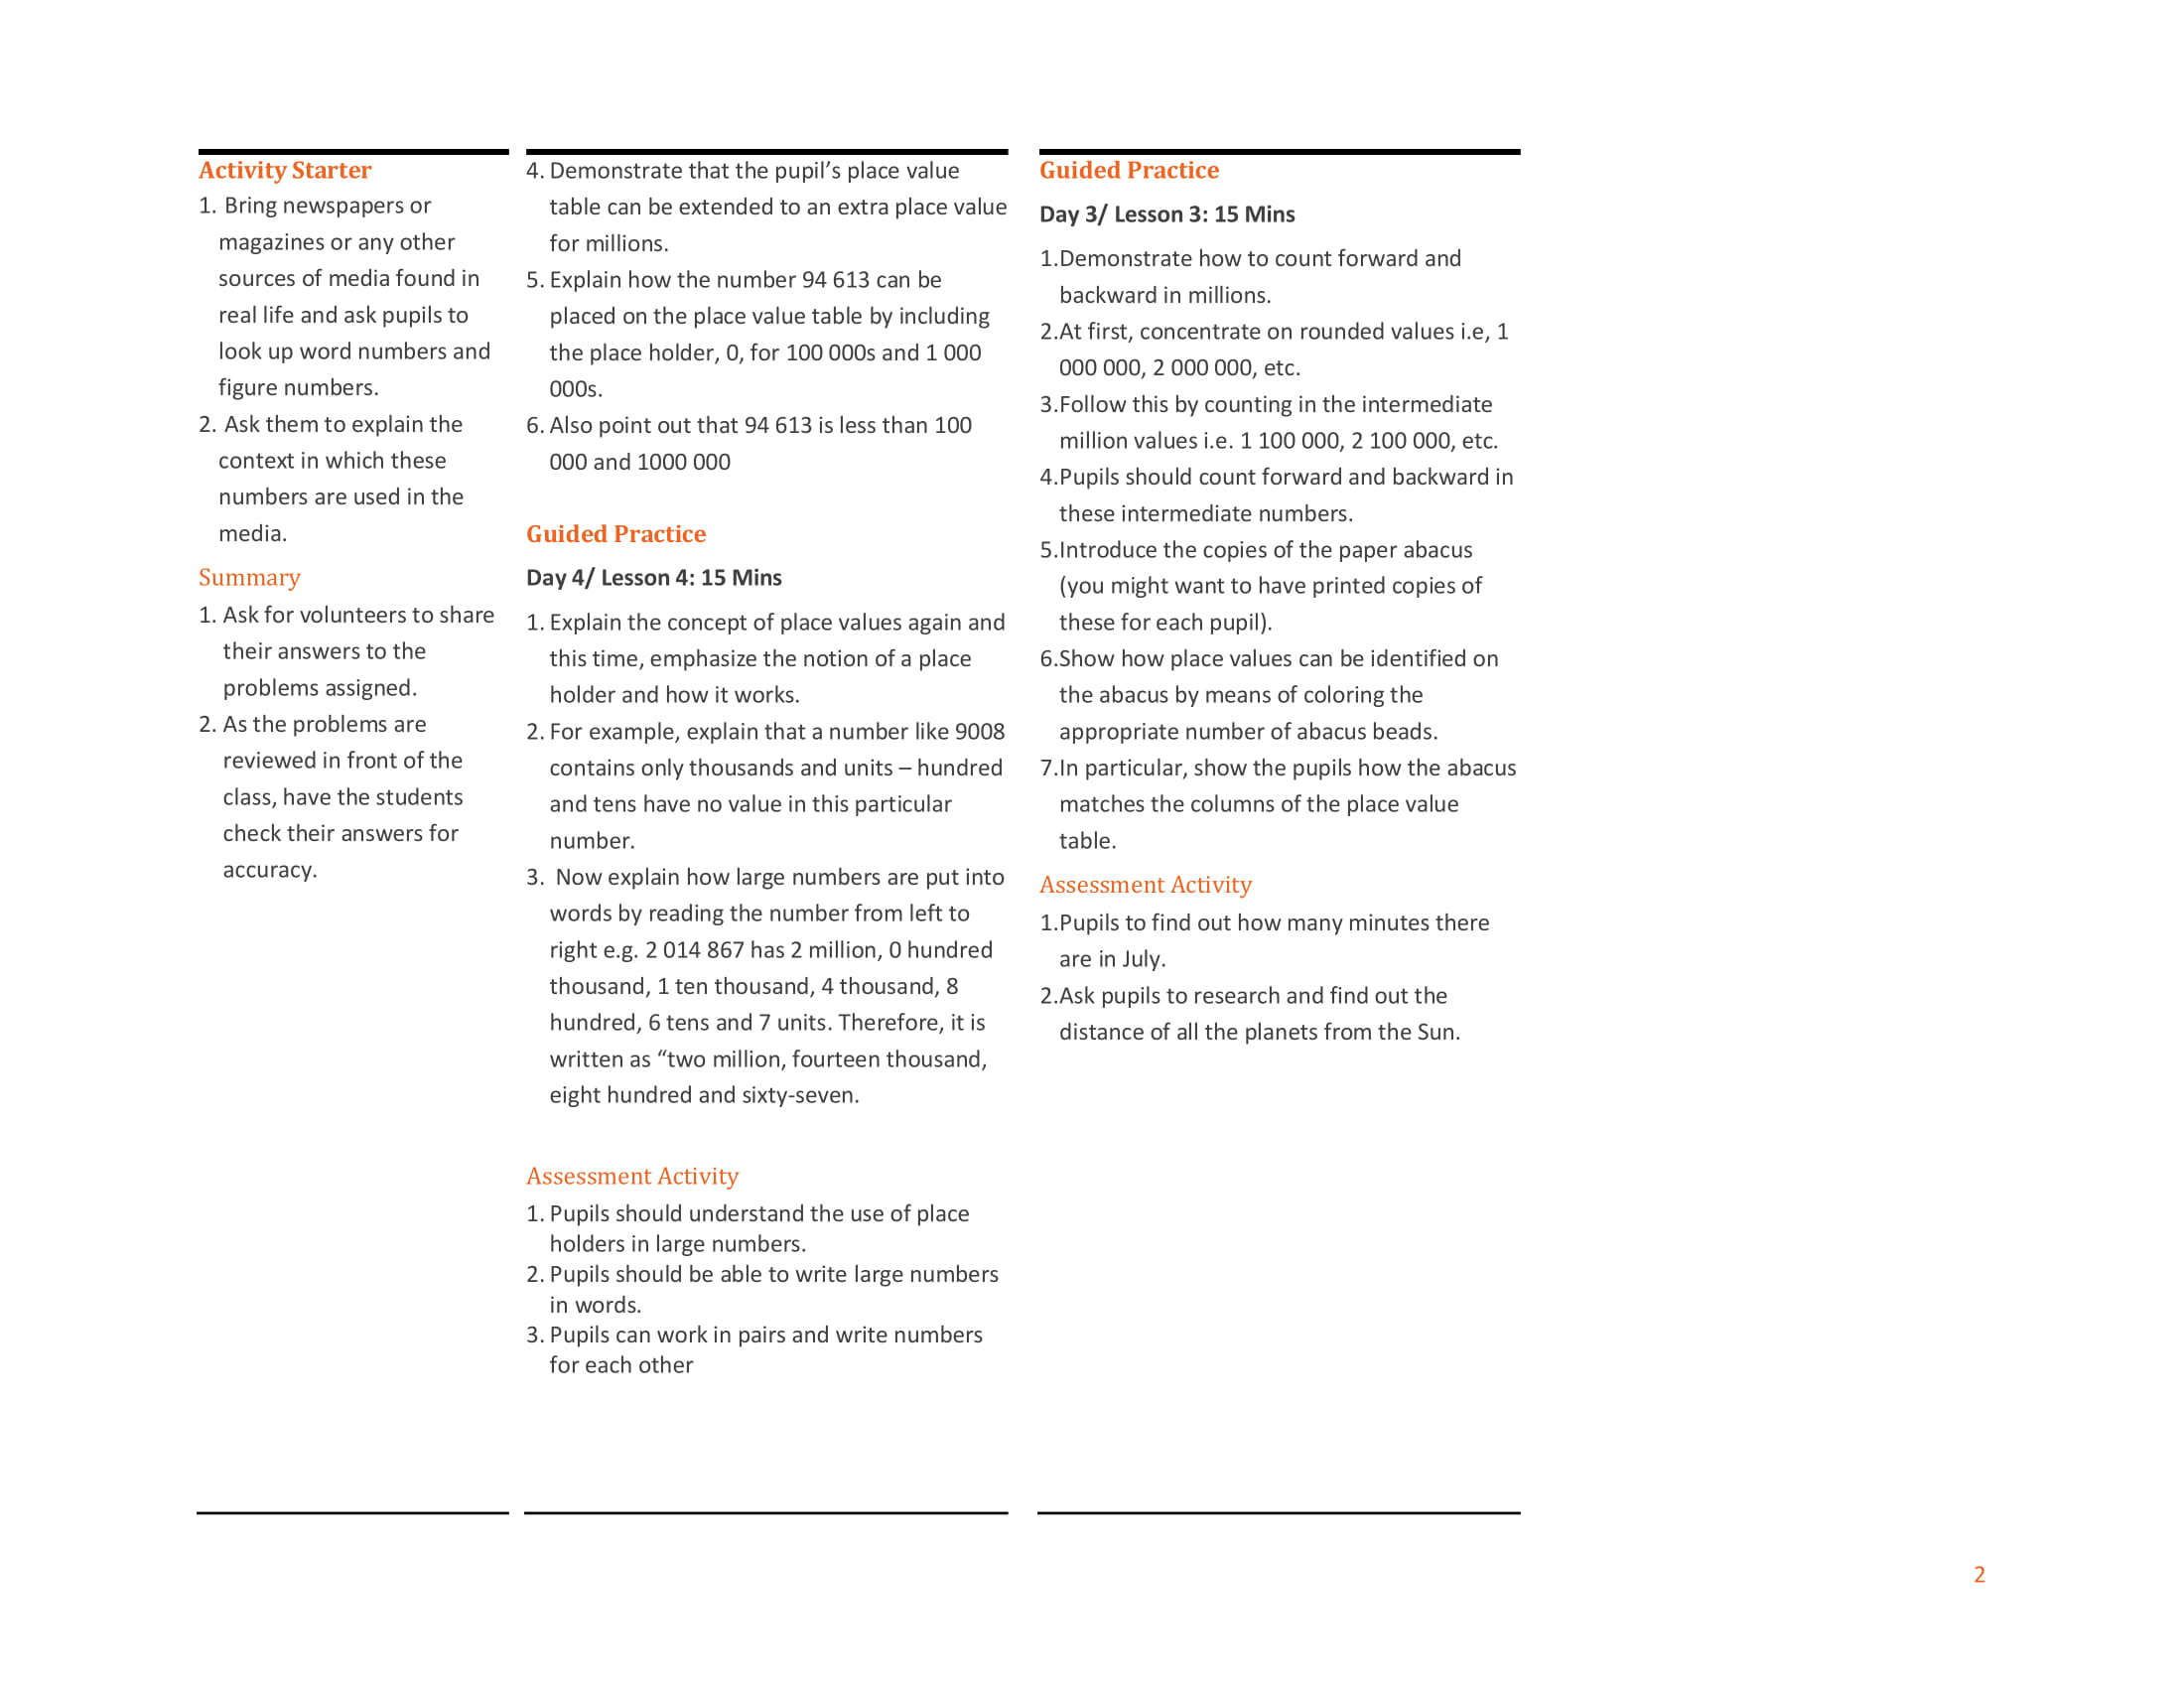 Activity Starter
1. Bring newspapers or
magazines or any other
sources of media found in
real life and ask pupils to
look up word numbers and
figure numbers.
2. Ask them to explain the
context in which these
numbers are used in the
media.
Summary
1. Ask for volunteers to share
their answers to the
problems assigned.
2. As the problems are
reviewed in front of the
class, have the students
check their answers for
accuracy.
4. Demonstrate that the pupil’s place value
table can be extended to an extra place value
for millions.
5. Explain how the number 94 613 can be
placed on the place value table by including
the place holder, 0, for 100 000s and 1 000
000s.
6. Also point out that 94 613 is less than 100
000 and 1000 000
Guided Practice
Day 4/ Lesson 4: 15 Mins
1. Explain the concept of place values again and
this time, emphasize the notion of a place
holder and how it works.
2. For example, explain that a number like 9008
contains only thousands and units – hundred
and tens have no value in this particular
number.
3. Now explain how large numbers are put into
words by reading the number from left to
right e.g. 2 014 867 has 2 million, 0 hundred
thousand, 1 ten thousand, 4 thousand, 8
hundred, 6 tens and 7 units. Therefore, it is
written as “two million, fourteen thousand,
eight hundred and sixty-seven.
Assessment Activity
1. Pupils should understand the use of place
holders in large numbers.
2. Pupils should be able to write large numbers
in words.
3. Pupils can work in pairs and write numbers
for each other
Guided Practice
Day 3/ Lesson 3: 15 Mins
1.Demonstrate how to count forward and
backward in millions.
2.At first, concentrate on rounded values i.e, 1
000 000, 2 000 000, etc.
3.Follow this by counting in the intermediate
million values i.e. 1 100 000, 2 100 000, etc.
4.Pupils should count forward and backward in
these intermediate numbers.
5.Introduce the copies of the paper abacus
(you might want to have printed copies of
these for each pupil).
6.Show how place values can be identified on
the abacus by means of coloring the
appropriate number of abacus beads.
7.In particular, show the pupils how the abacus
matches the columns of the place value
table.
Assessment Activity
1.Pupils to find out how many minutes there
are in July.
2.Ask pupils to research and find out the
distance of all the planets from the Sun.
2